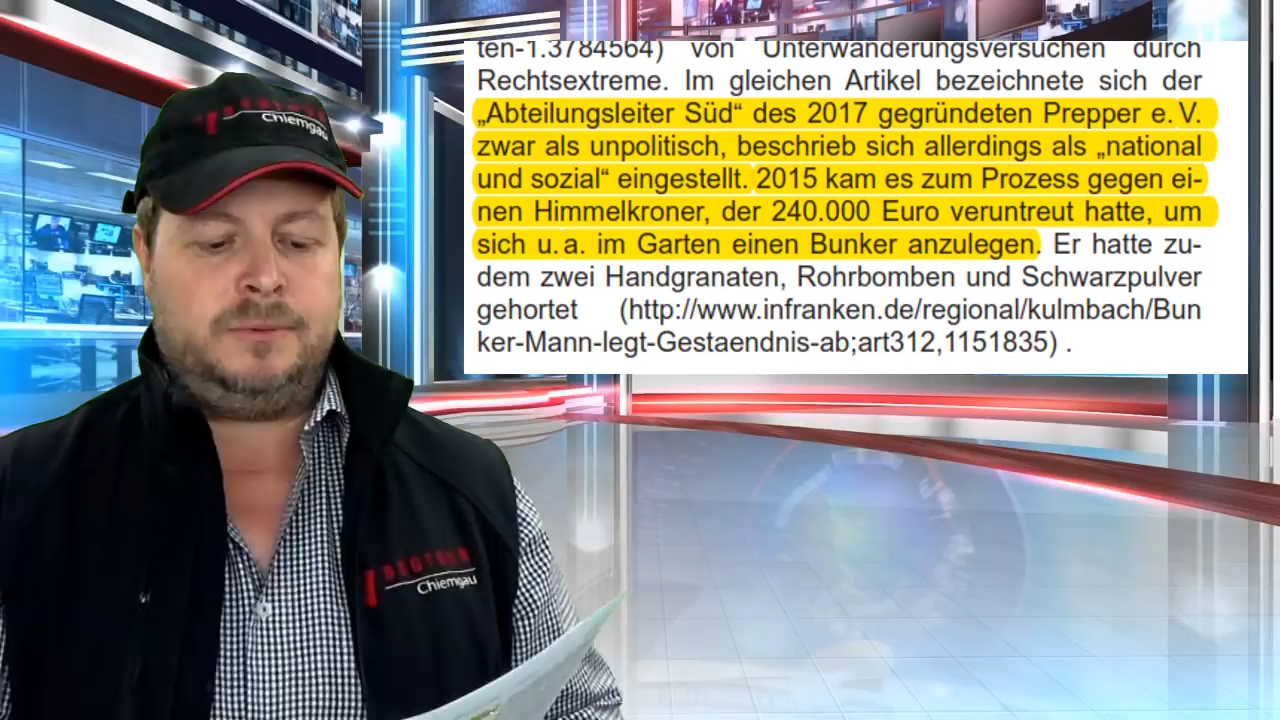 ten-1.3784564) von Unterwanderungsversuchen durch
Rechtsextreme. Im gleichen Artikel bezeichnete sich der
„Abteilungsleiter Süd“ des 2017 gegründeten Prepper e. V.
zwar als unpolitisch, beschrieb sich allerdings als „national
und sozial“ eingestellt. 2015 kam es zum Prozess gegen ei-
nen Himmelkroner, der 240.000 Euro veruntreut hatte, um
sich u. a. im Garten einen Bunker anzulegen. Er hatte zu-
dem zwei Handgranaten, Rohrbomben und Schwarzpulver
gehortet (http://www.infranken.de/regional/kulmbach/Bun
ker-Mann-legt-Gestaendnis-ab;art312,1151835) .
Chiemgau
Chiemgau